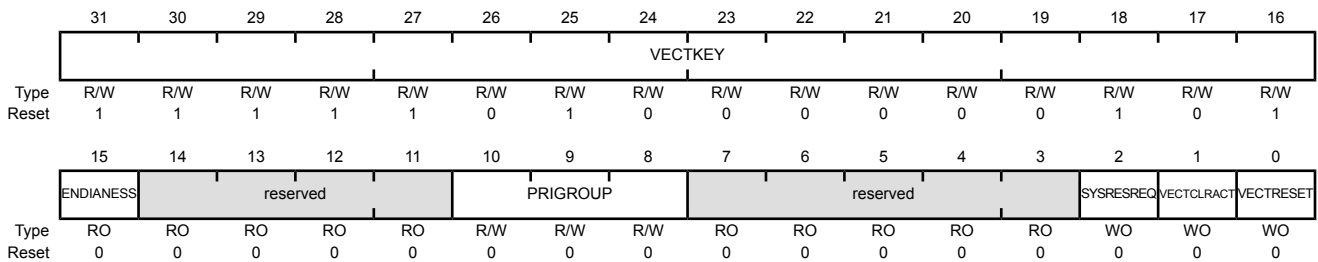 31 30 29 28 27 26 25 24 23 22 21 20 19 18 17 16
VECTKEY
Type R/W R/W R/W R/W R/W R/W R/W R/W R/W R/W R/W R/W R/W R/W R/W R/W
Reset 1 1 1 1 1 0 1 0 0 0 0 0 0 1 0 1
15 14 13 12 11 10 9 8 7 6 5 4 3 2 1 0
ENDIANESS reserved PRIGROUP reserved SYSRESREQ VECTCLRACT VECTRESET
Type RO RO RO RO RO R/W R/W R/W RO RO RO RO RO WO WO WO
Reset 0 0 0 0 0 0 0 0 0 0 0 0 0 0 0 0